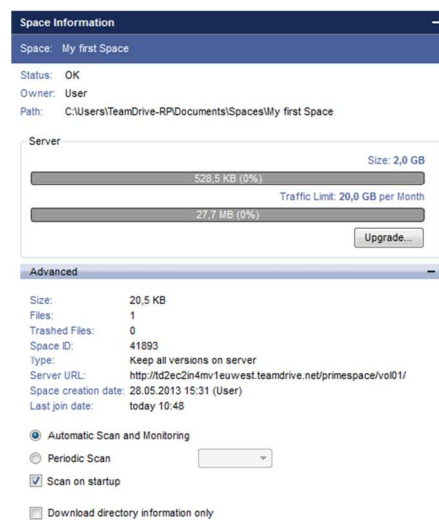 Space Information
Space: My first Space
Status: OK
Owner: User
Path: C:\Users\TeamDrive-RP\Documents\Spaces\My first Space
Server
Size: 2,0 GB
528,5 KB (0%)
Traffic Limit: 20,0 GB per Month
27,7 MB (0%)
Upgrade...
Advanced
Size: 20,5 KB
Files: 1
Trashed Files: 0
Space ID: 41893
Type: Keep all versions on server
Server URL: http://td2ec2in4mv1euwest.teamdrive.net/primespace/vol01/
Space creation date: 28.05.2013 15:31 (User)
Last join date: today 10:48
Automatic Scan and Monitoring
Periodic Scan
Scan on startup
Download directory information only